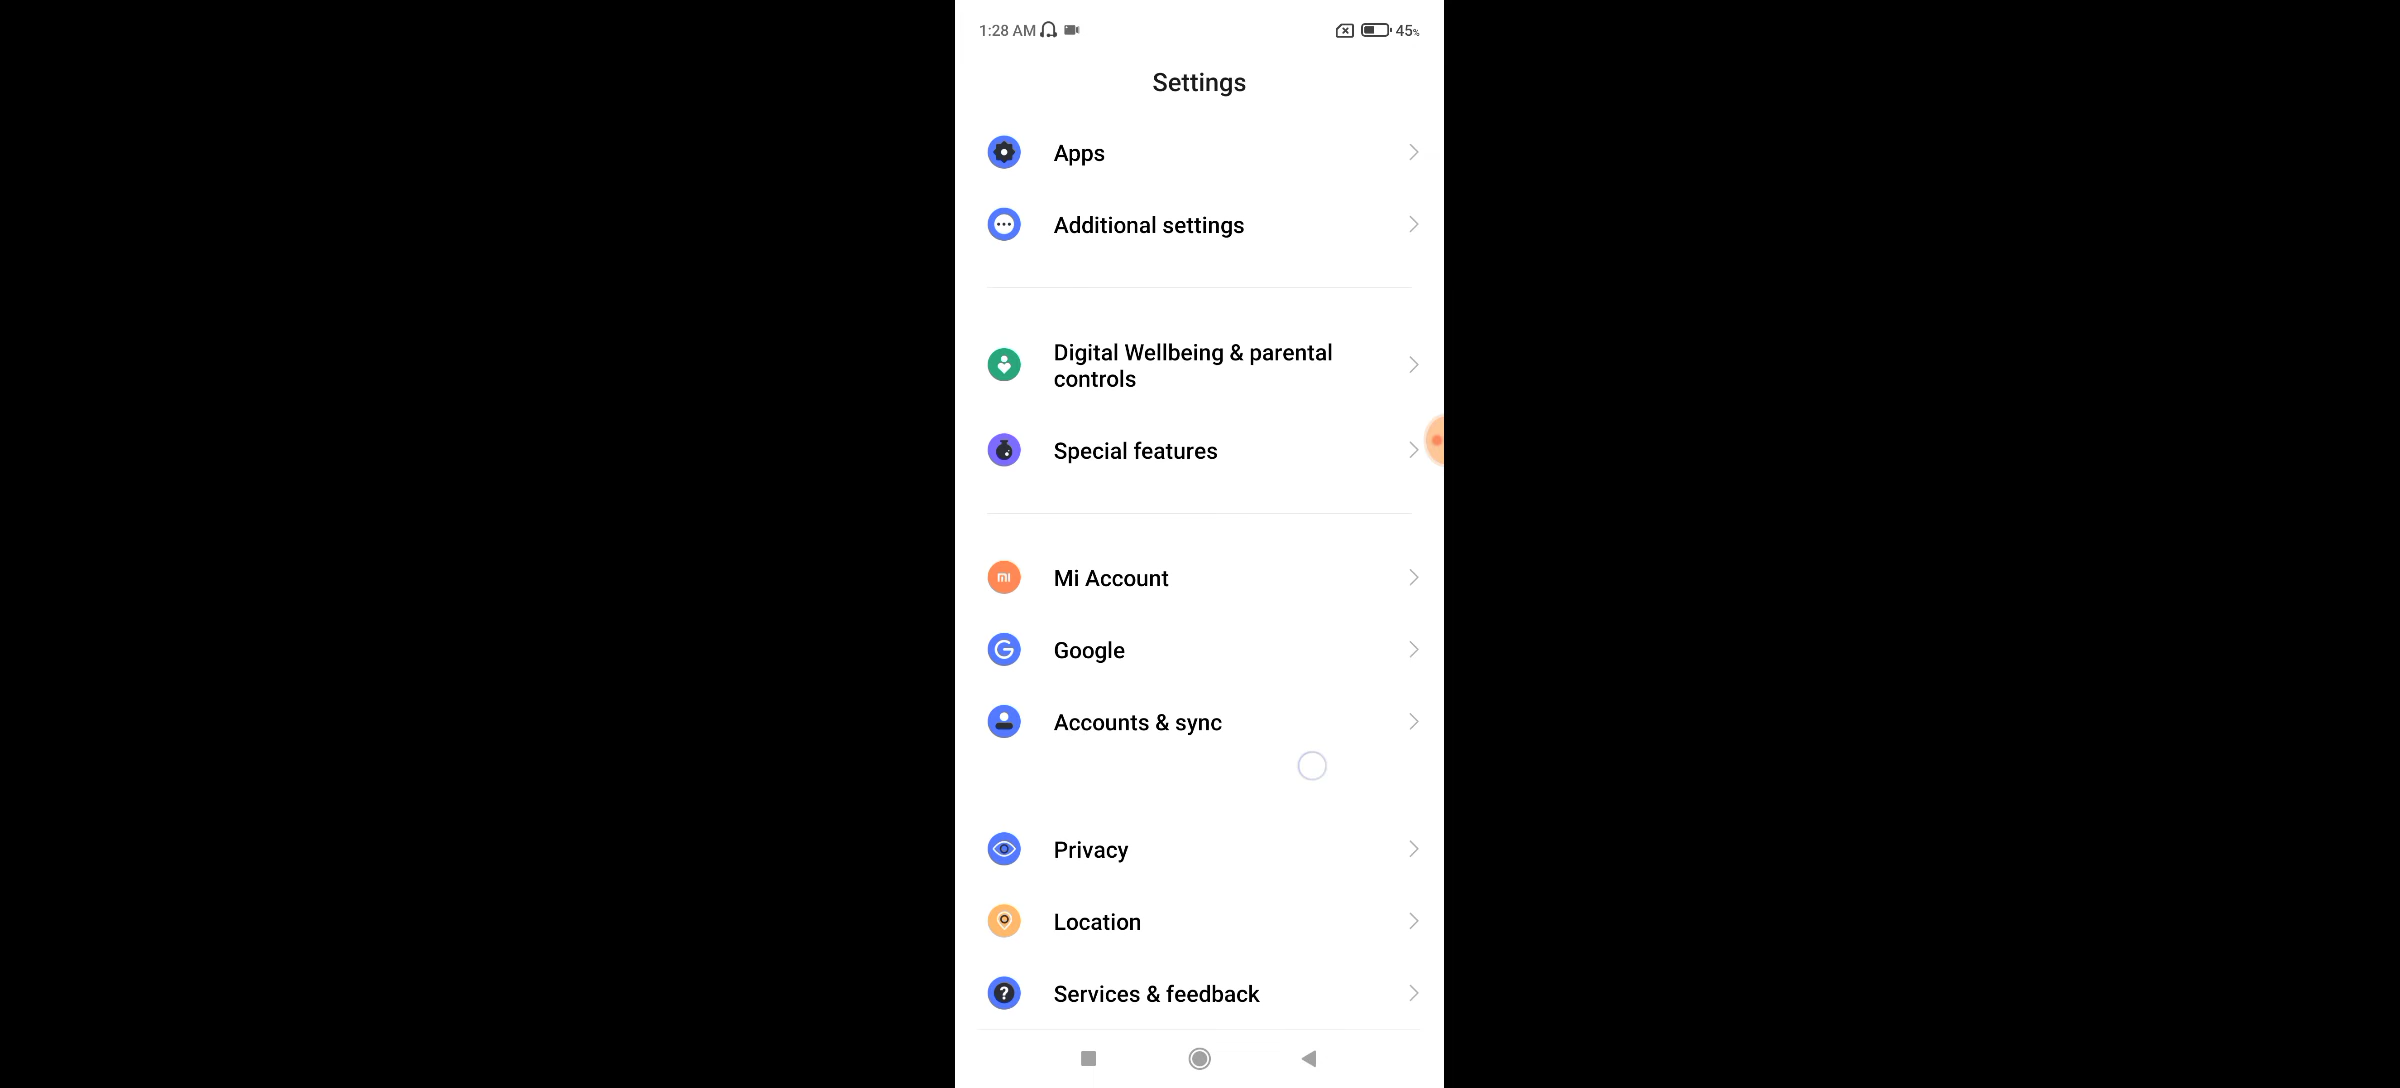 1:28 AM 45%
Settings
Apps
Additional settings
Digital Wellbeing & parental
controls
Special features
Mi Account
Google
Accounts & sync
Privacy
Location
Services & feedback